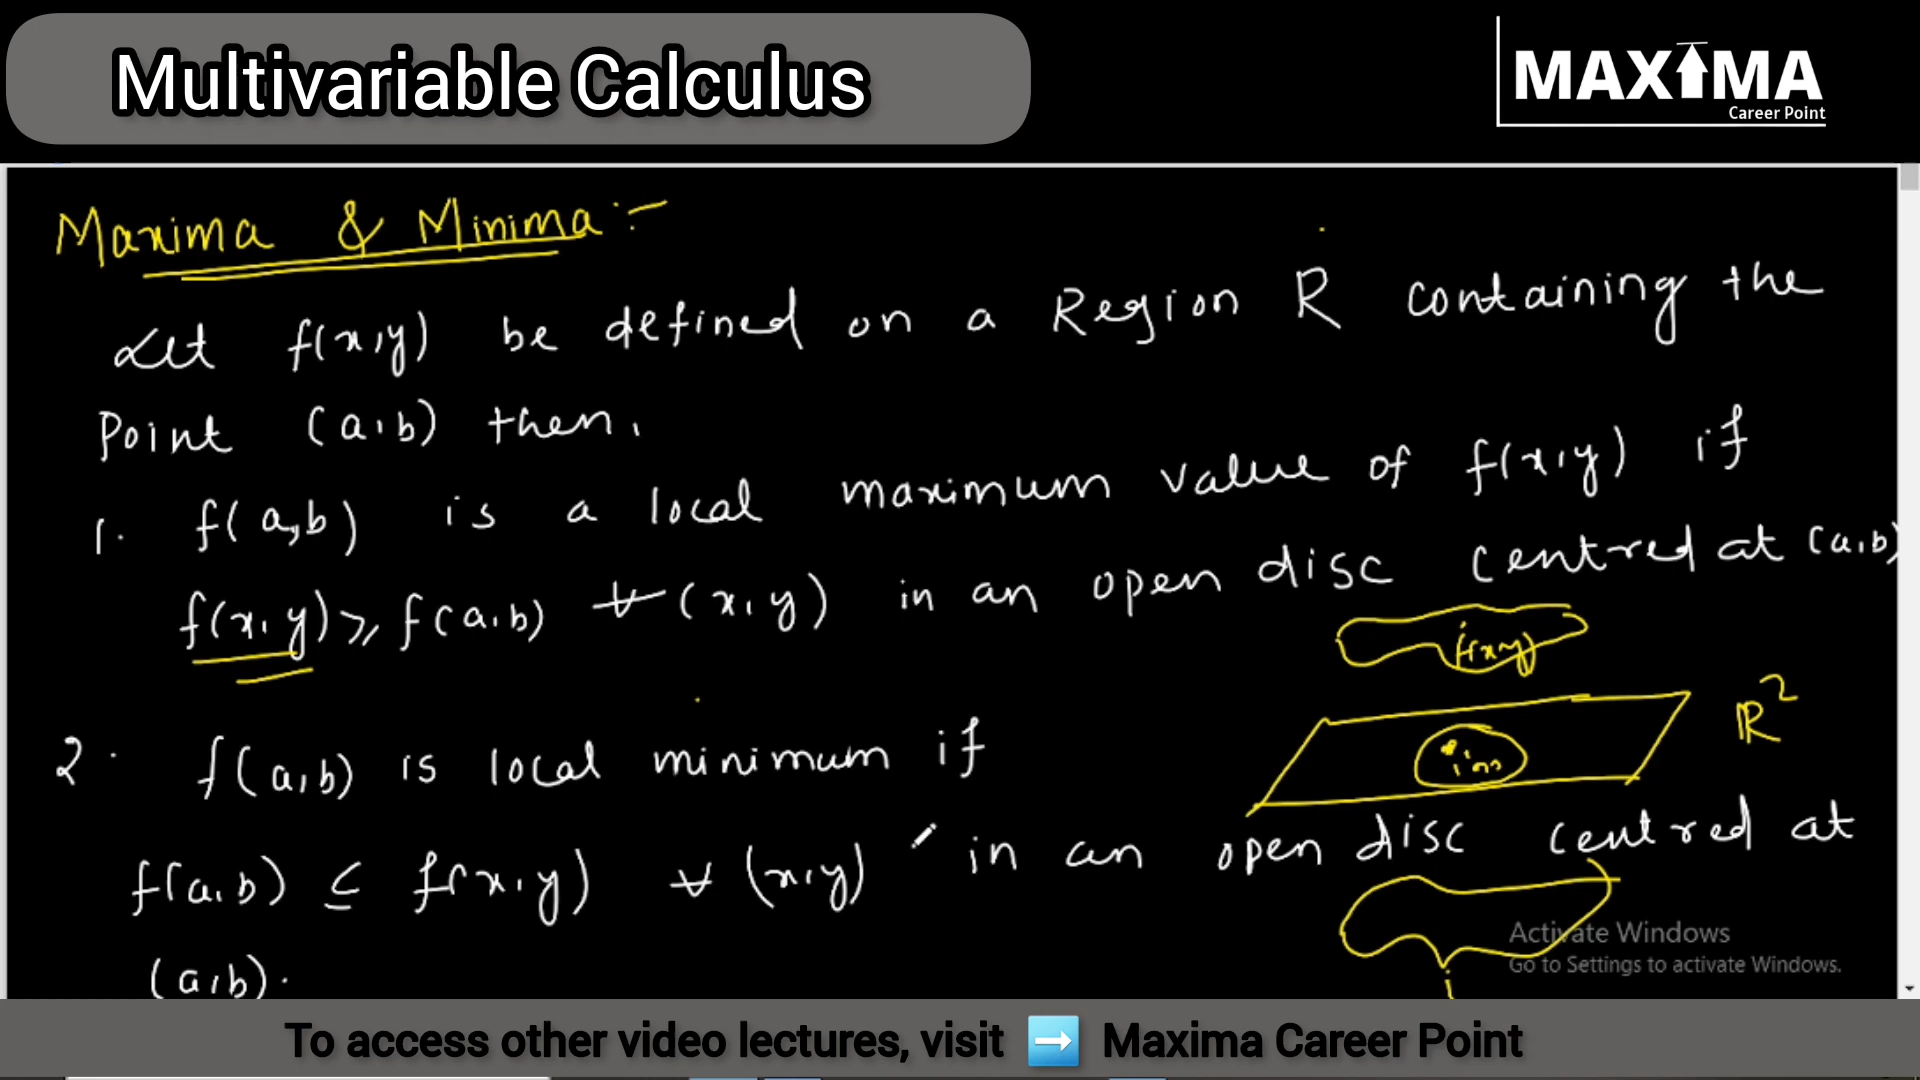 Multivariable Calculus
MAXIMA
Career Point
Maxima & Minima :-
Let f(x,y) be defined on a Region R containing the
Point (a,b) then,
1. f(a,b) is a local maximum value of f(x,y) if
f(x,y) ≥ f(a,b) ∀ (x,y) in an open disc centred at (a,b)
f(x,y)
ℝ²
2. f(a,b) is local minimum if
f(a,b) ≤ f(x,y) ∀ (x,y) in an open disc centred at
(a,b).
Activate Windows
Go to Settings to activate Windows.
To access other video lectures, visit ➡ Maxima Career Point